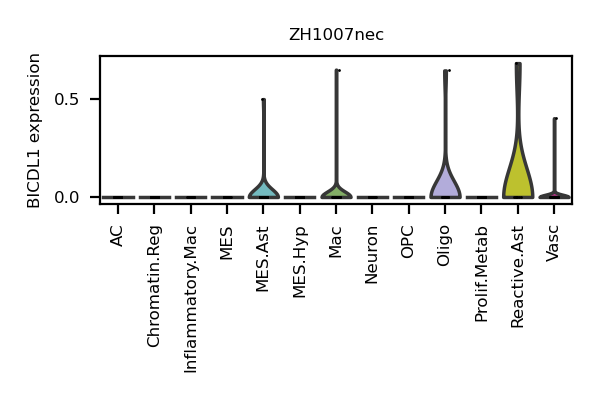 ZH1007nec
BICDL1 expression
0.5
0.0
AC
Chromatin.Reg
Inflammatory.Mac
MES
MES.Ast
MES.Hyp
Mac
Neuron
OPC
Oligo
Prolif.Metab
Reactive.Ast
Vasc